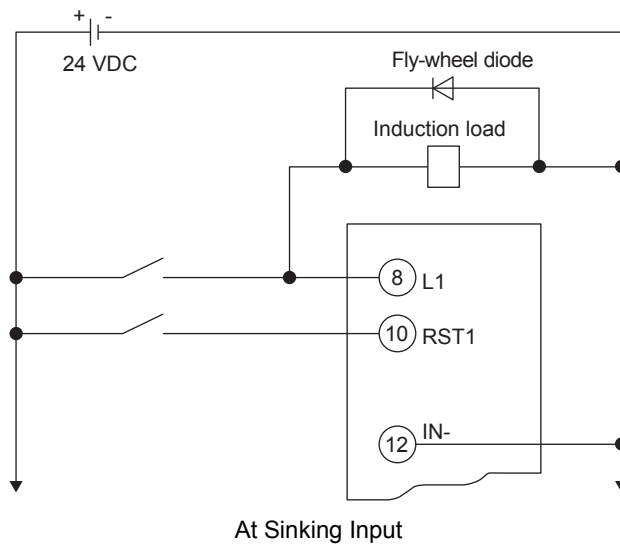 + -
24 VDC
Fly-wheel diode
Induction load
8 L1
10 RST1
12 IN-
At Sinking Input